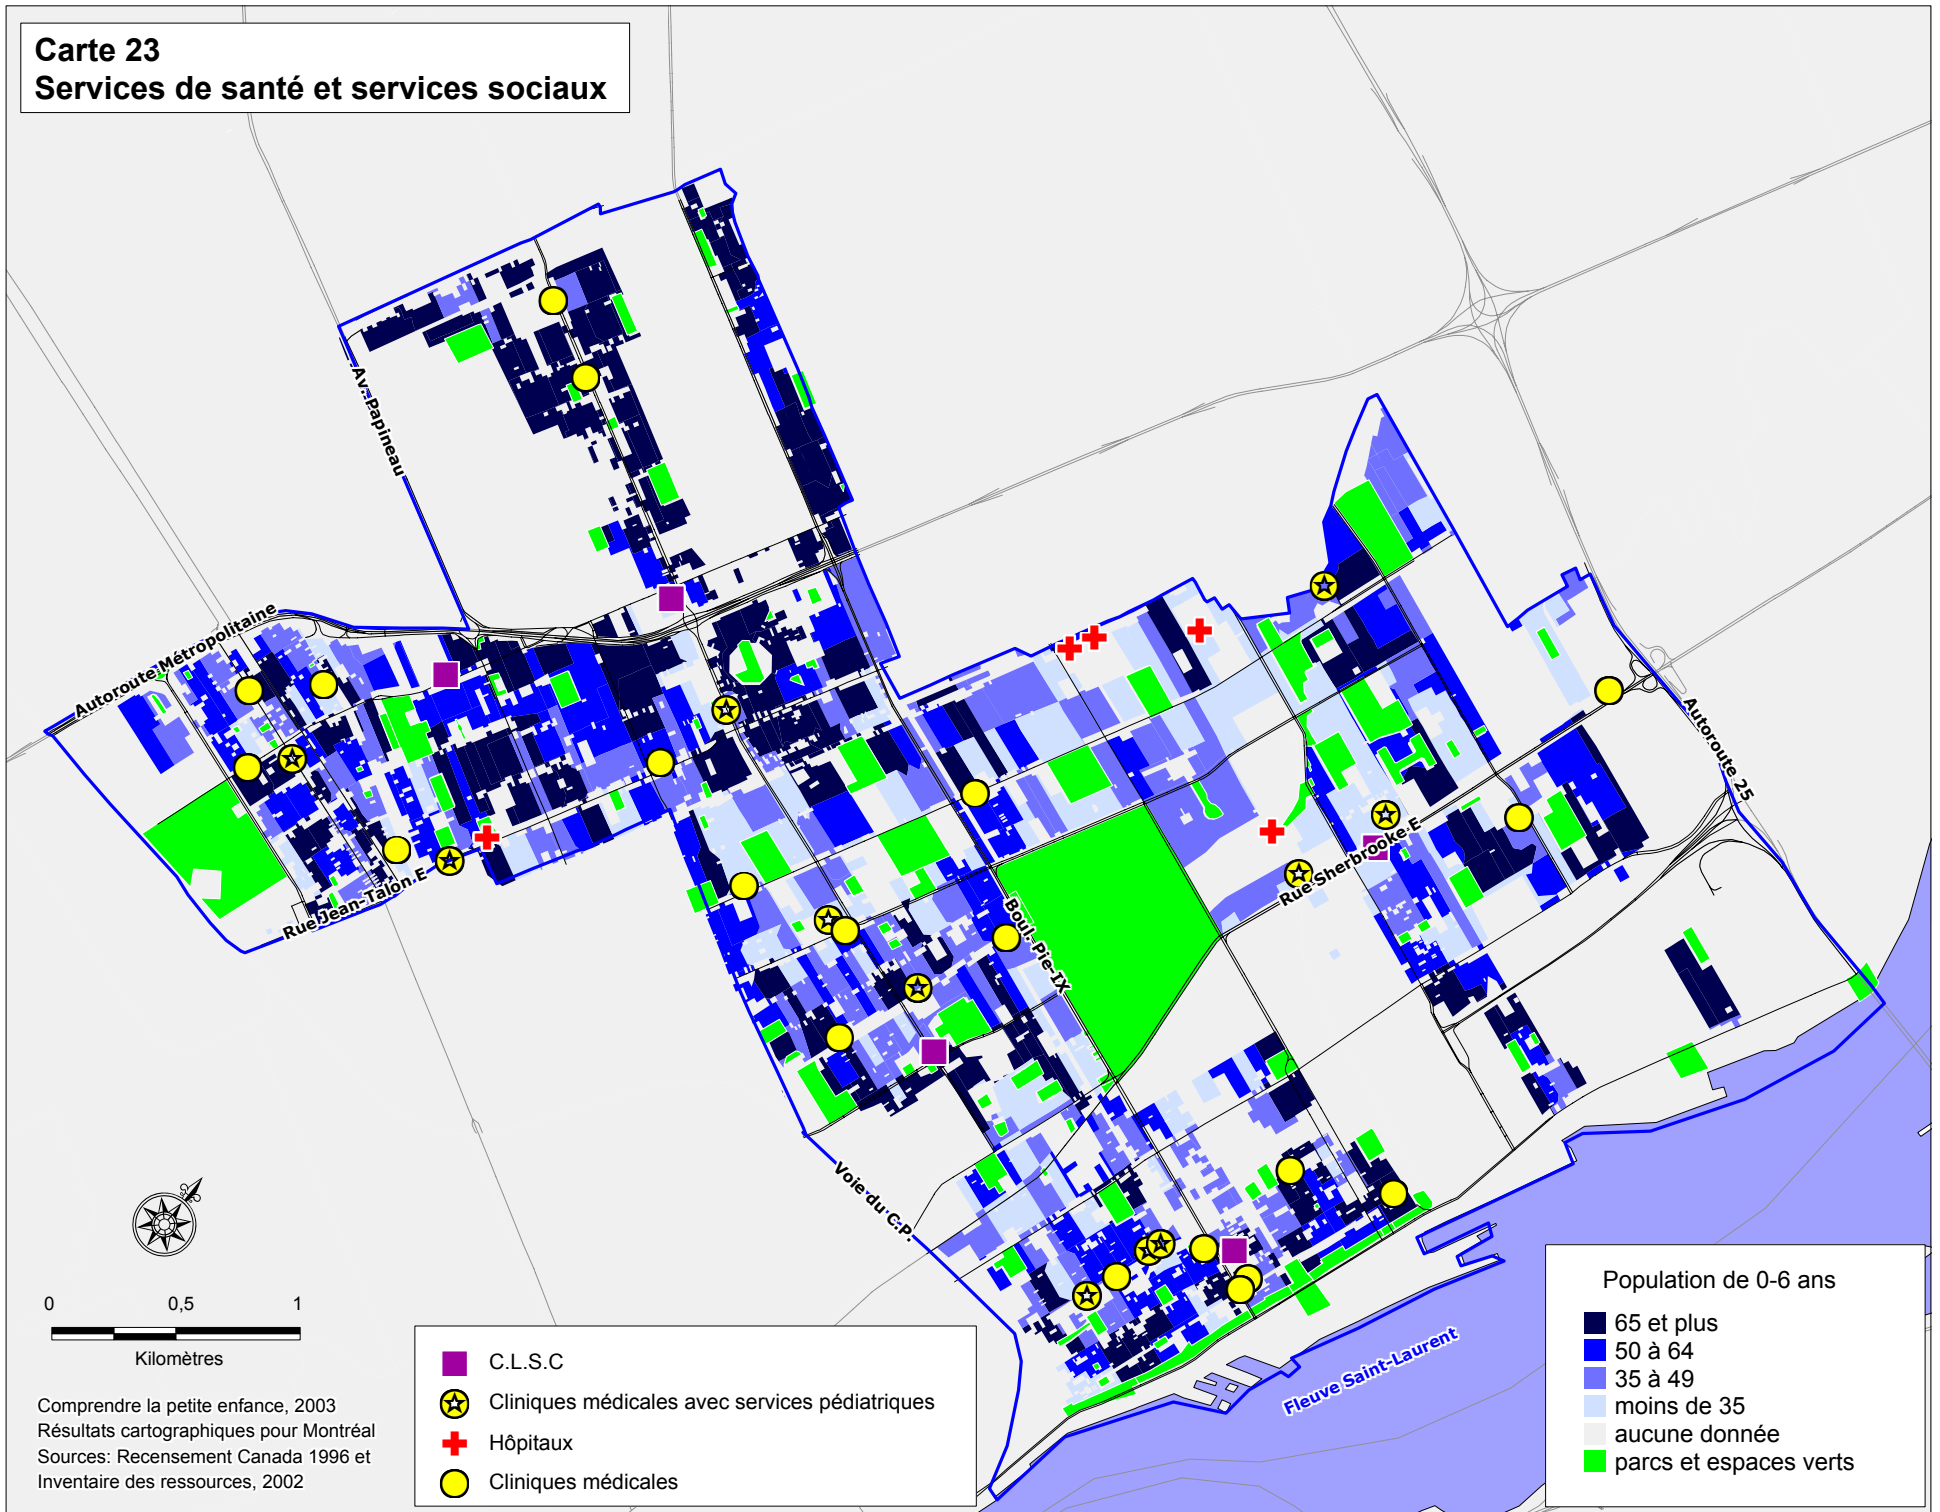 Carte 23
Services de santé et services sociaux
Av. Papineau
Autoroute Métropolitaine
Rue Jean-Talon E
Boul. Pie-IX
Rue Sherbrooke E
Autoroute 25
Voie du C.P.
Fleuve Saint-Laurent
0 0,5 1
Kilomètres
Comprendre la petite enfance, 2003
Résultats cartographiques pour Montréal
Sources: Recensement Canada 1996 et
Inventaire des ressources, 2002
C.L.S.C
Cliniques médicales avec services pédiatriques
Hôpitaux
Cliniques médicales
Population de 0-6 ans
65 et plus
50 à 64
35 à 49
moins de 35
aucune donnée
parcs et espaces verts